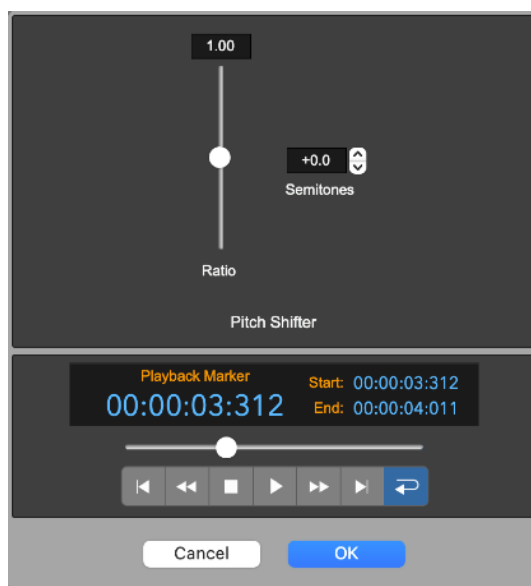 1.00
+0.0
Semitones
Ratio
Pitch Shifter
Playback Marker
00:00:03:312
Start: 00:00:03:312
End: 00:00:04:011
Cancel
OK